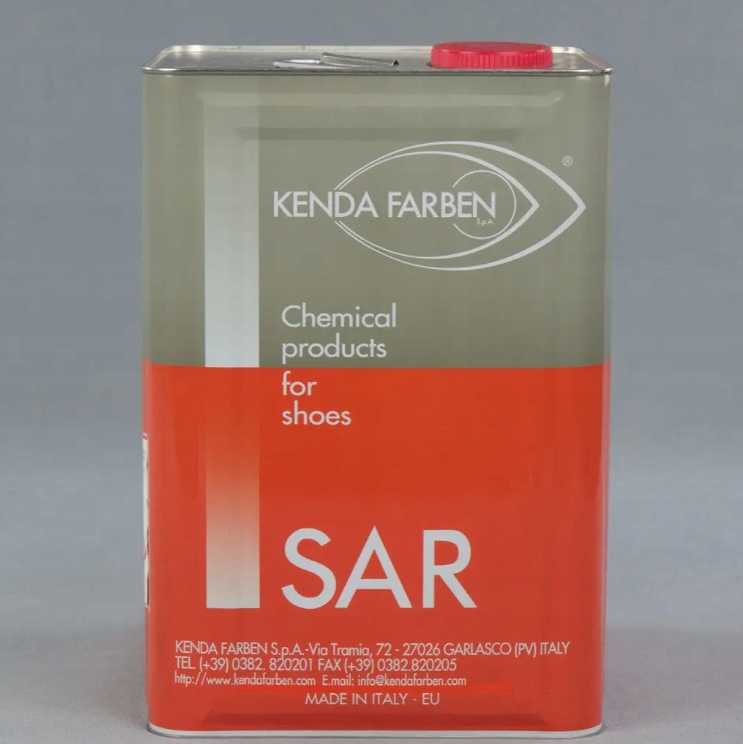 KENDA FARBEN ®
S.p.A.
Chemical
products
for
shoes
SAR
KENDA FARBEN S.p.A.-Via Tramia, 72 - 27026 GARLASCO (PV) ITALY
TEL. (+39) 0382. 820201 FAX (+39) 0382.820205
http://www.kendafarben.com E.mail: info@kendafarben.com
MADE IN ITALY - EU